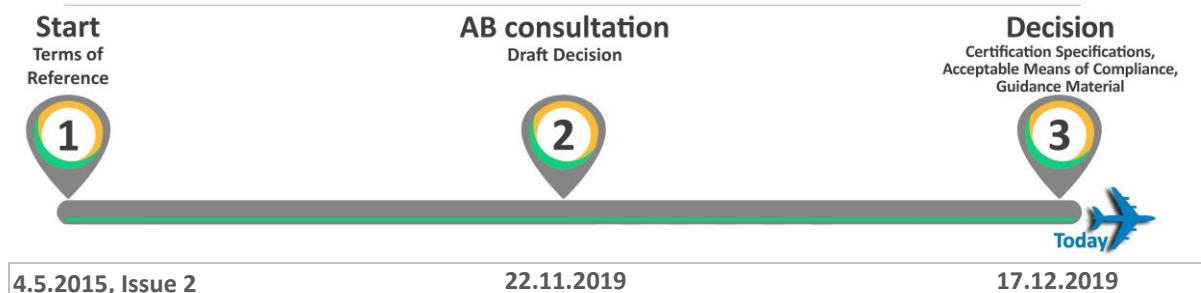 Start
Terms of
Reference
AB consultation
Draft Decision
Decision
Certification Specifications,
Acceptable Means of Compliance,
Guidance Material
1
2
3
Today
4.5.2015, Issue 2
22.11.2019
17.12.2019